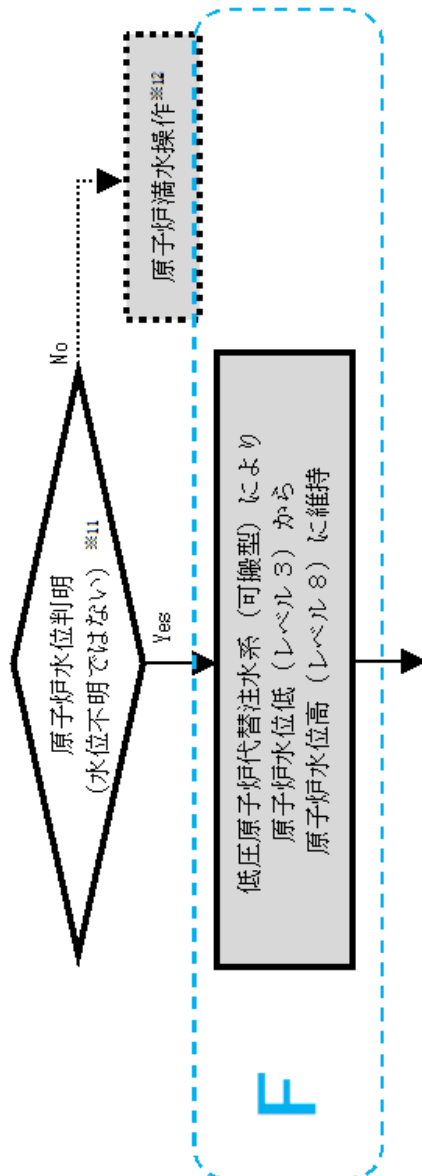 原子炉水位判明
(水位不明ではない)※11
No
原子炉満水操作※12
Yes
低圧原子炉代替注水系（可搬型）により
原子炉水位低（レベル３）から
原子炉水位高（レベル８）に維持
F